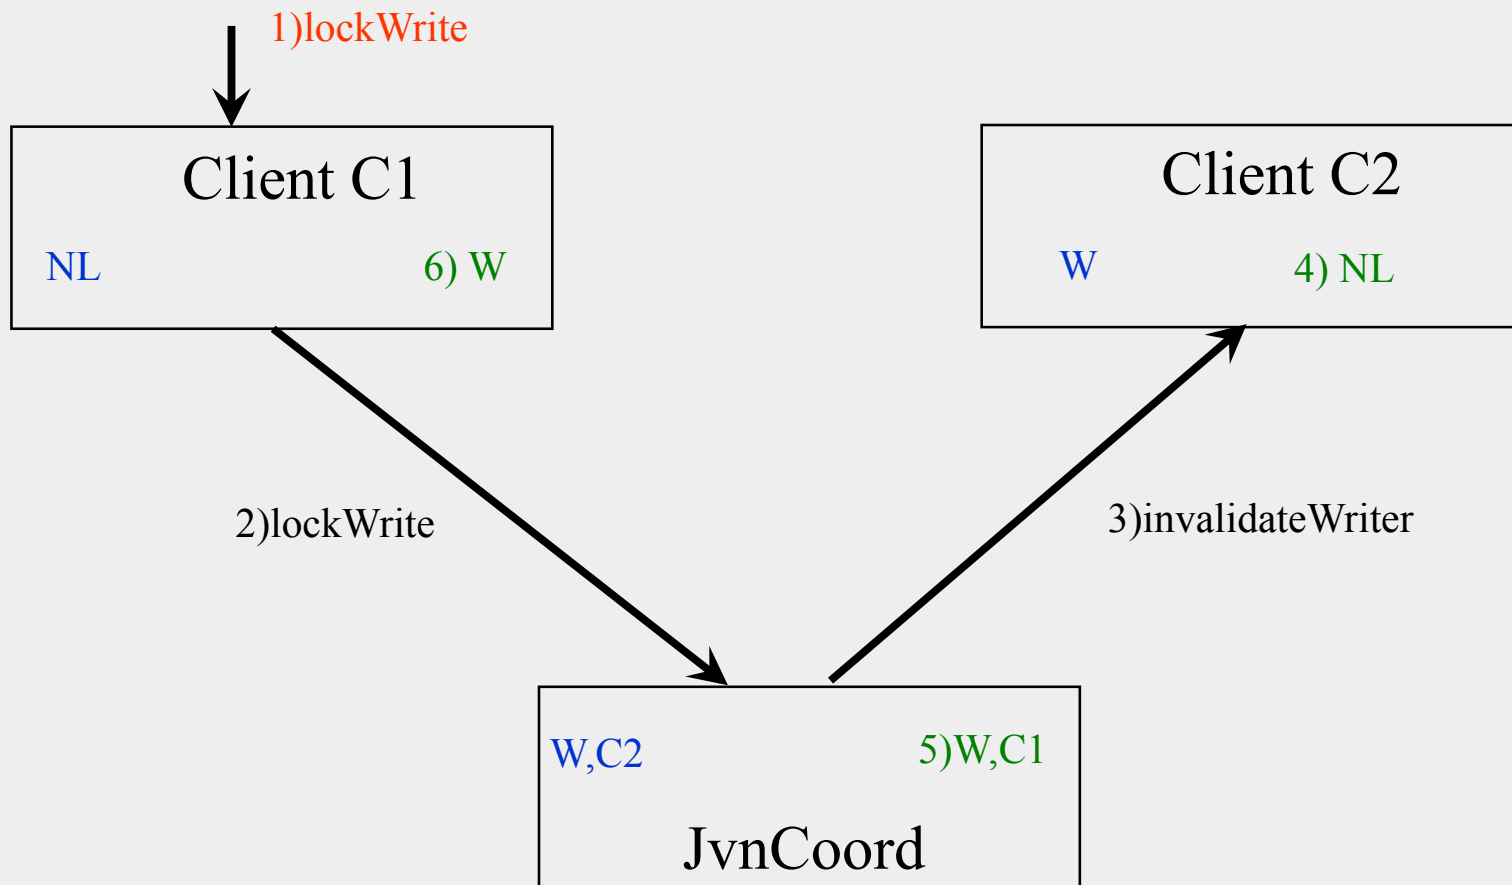 1)lockWrite
Client C1
NL
6) W
Client C2
W
4) NL
2)lockWrite
3)invalidateWriter
W,C2
5)W,C1
JvnCoord